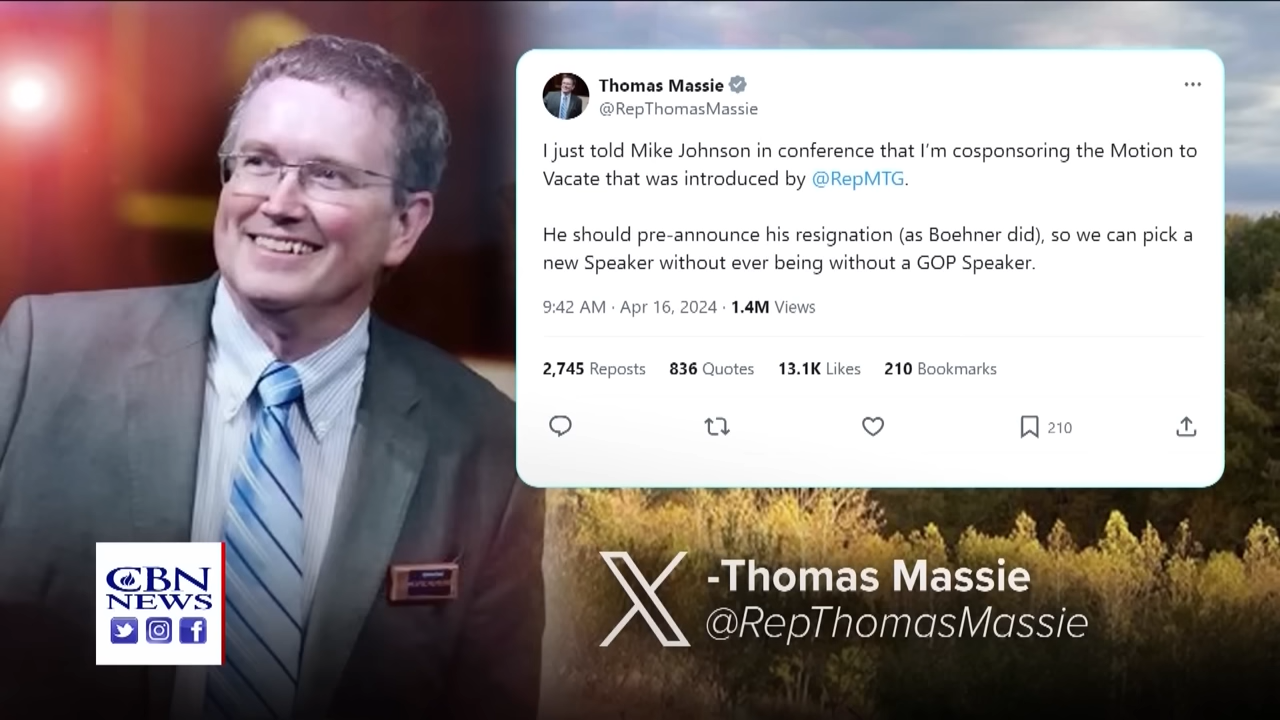 Thomas Massie
@RepThomasMassie
I just told Mike Johnson in conference that I'm cosponsoring the Motion to
Vacate that was introduced by @RepMTG.
He should pre-announce his resignation (as Boehner did), so we can pick a
new Speaker without ever being without a GOP Speaker.
9:42 AM · Apr 16, 2024 · 1.4M Views
2,745 Reposts 836 Quotes 13.1K Likes 210 Bookmarks
210
-Thomas Massie
@RepThomasMassie
CBN
NEWS